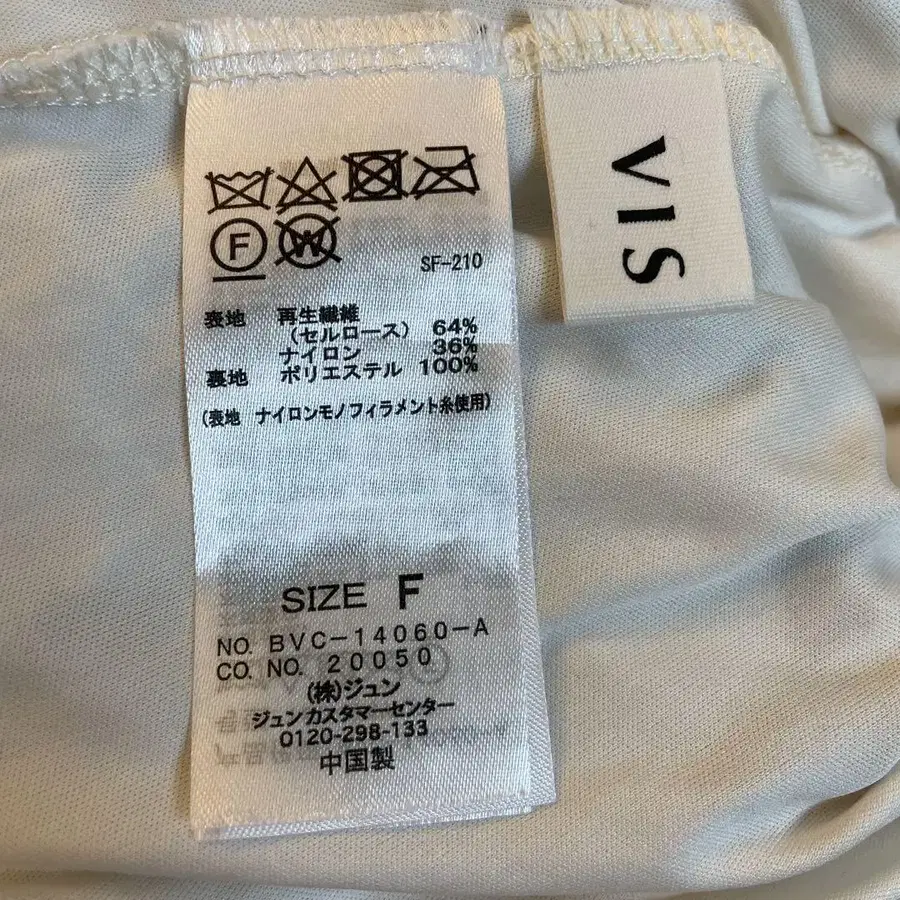 VIS
F
W
SF-210
表地 再生繊維
(セルロース) 64%
ナイロン 36%
裏地 ポリエステル 100%
(表地 ナイロンモノフィラメント糸使用)
SIZE F
NO. BVC-14060-A
CO. NO. 20050
(株)ジュン
ジュンカスタマーセンター
0120-298-133
中国製